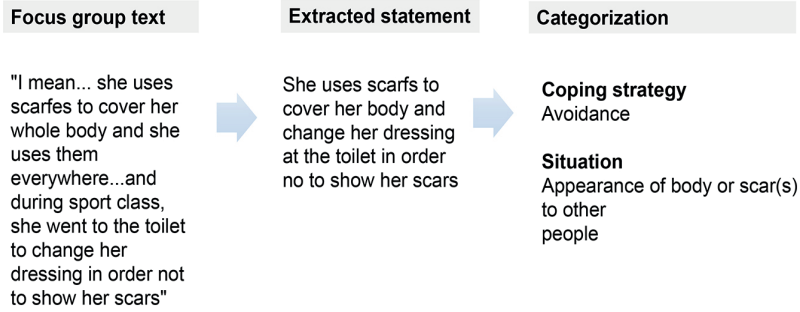 Focus group text
Extracted statement
Categorization
"I mean... she uses
scarfes to cover her
whole body and she
uses them
everywhere...and
during sport class,
she went to the toilet
to change her
dressing in order not
to show her scars"
She uses scarfs to
cover her body and
change her dressing
at the toilet in order
no to show her scars
Coping strategy
Avoidance
Situation
Appearance of body or scar(s)
to other
people